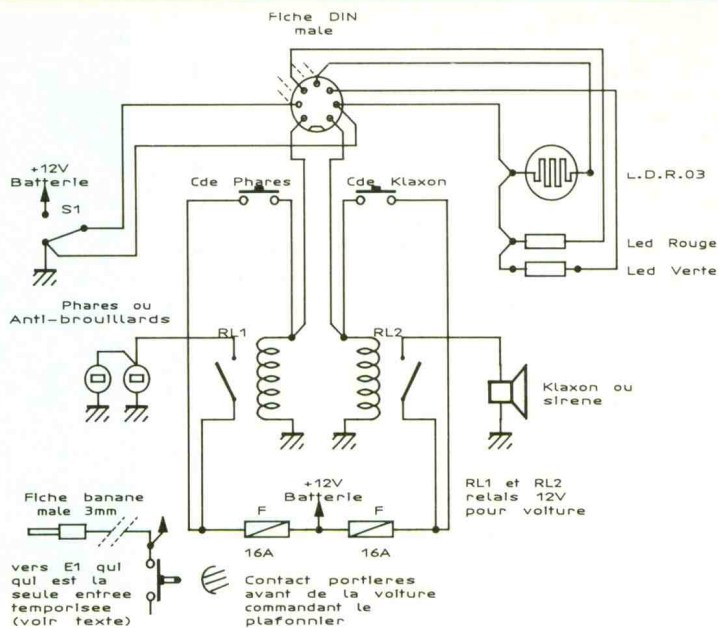 Fiche DIN
male
+12V
Batterie
S1
Cde Phares
Cde Klaxon
L.D.R.03
Led Rouge
Led Verte
Phares ou
Anti-brouillards
RL1
RL2
Klaxon ou
sirene
+12V
Batterie
RL1 et RL2
relais 12V
pour voiture
F
F
16A
16A
Fiche banane
male 3mm
vers E1 qui
qui est la
seule entree
temporisee
(voir texte)
Contact portieres
avant de la voiture
commandant le
plafonnier